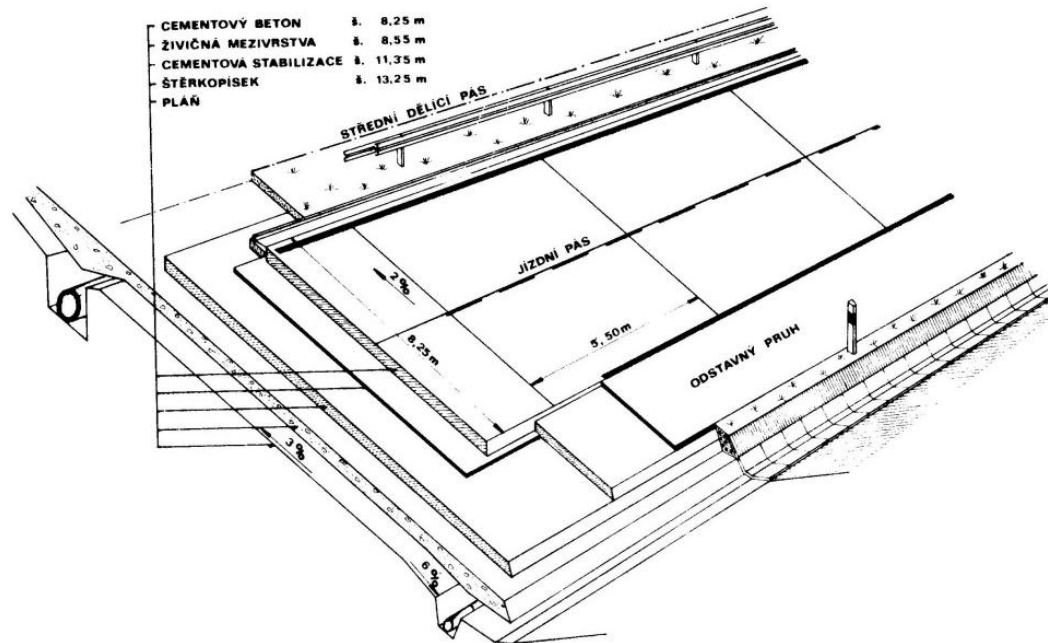 CEMENTOVÝ BETON š. 8,25 m
ŽIVIČNÁ MEZIVRSTVA š. 8,55 m
CEMENTOVÁ STABILIZACE š. 11,35 m
ŠTĚRKOPÍSEK š. 13,25 m
PLÁŇ
STŘEDNÍ DĚLICÍ PÁS
JÍZDNÍ PÁS
2%
8,25m
5,50m
ODSTAVNÝ PRUH
3%
6%